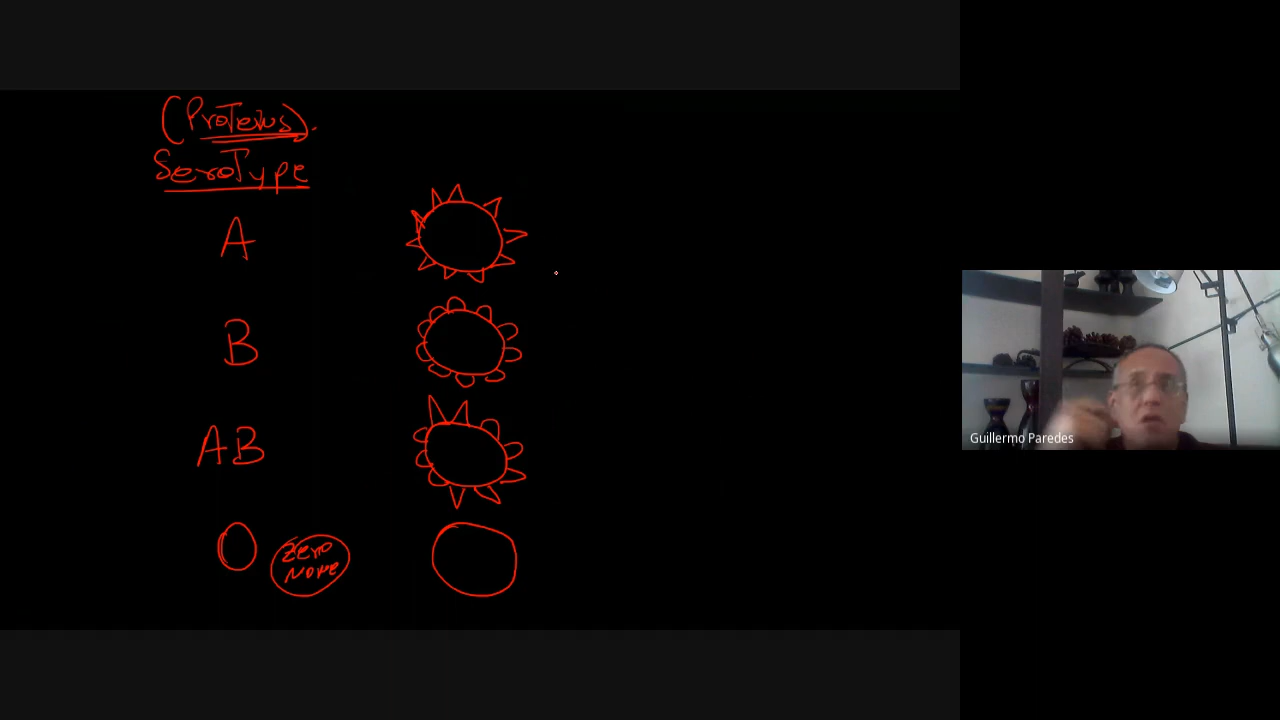 (Proteins).
SeroType
A
B
AB
O
Zero
None
Guillermo Paredes